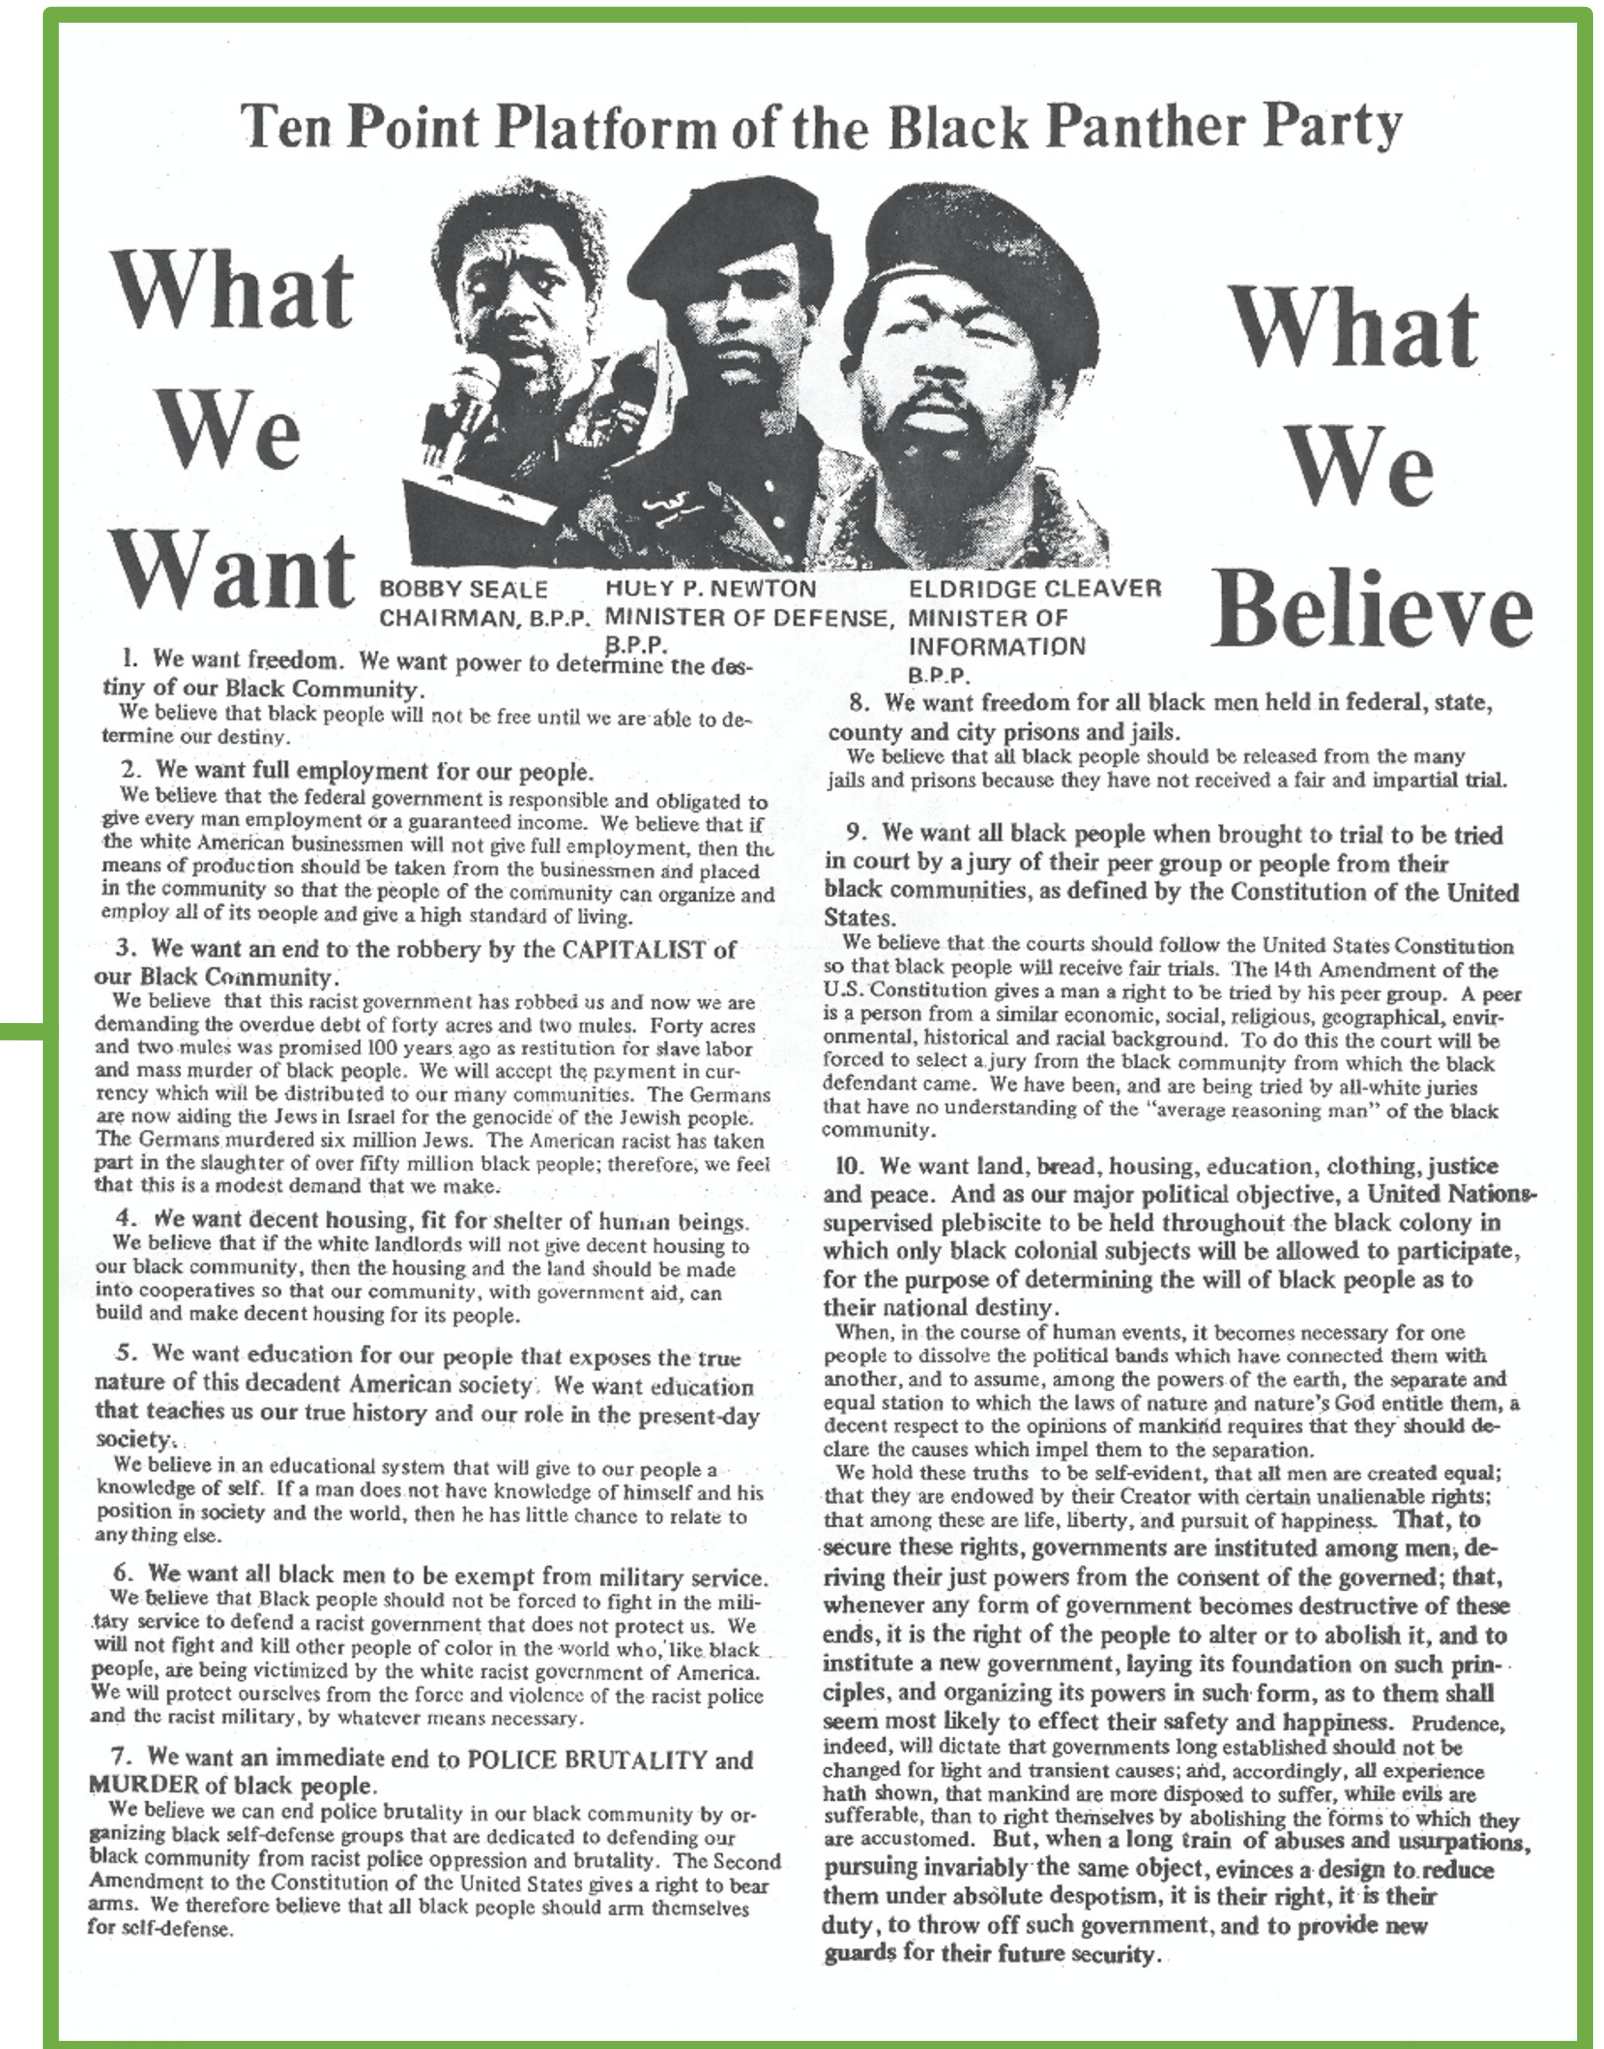 Ten Point Platform of the Black Panther Party
What
We
Want
What
We
Believe
BOBBY SEALE
CHAIRMAN, B.P.P.
HUEY P. NEWTON
MINISTER OF DEFENSE,
B.P.P.
ELDRIDGE CLEAVER
MINISTER OF
INFORMATION
B.P.P.
1. We want freedom. We want power to determine the des-
tiny of our Black Community.
We believe that black people will not be free until we are able to de-
termine our destiny.
2. We want full employment for our people.
We believe that the federal government is responsible and obligated to
give every man employment or a guaranteed income. We believe that if
the white American businessmen will not give full employment, then the
means of production should be taken from the businessmen and placed
in the community so that the people of the community can organize and
employ all of its people and give a high standard of living.
3. We want an end to the robbery by the CAPITALIST of
our Black Community.
We believe that this racist government has robbed us and now we are
demanding the overdue debt of forty acres and two mules. Forty acres
and two mules was promised 100 years ago as restitution for slave labor
and mass murder of black people. We will accept the payment in cur-
rency which will be distributed to our many communities. The Germans
are now aiding the Jews in Israel for the genocide of the Jewish people.
The Germans murdered six million Jews. The American racist has taken
part in the slaughter of over fifty million black people; therefore, we feel
that this is a modest demand that we make.
4. We want decent housing, fit for shelter of human beings.
We believe that if the white landlords will not give decent housing to
our black community, then the housing and the land should be made
into cooperatives so that our community, with government aid, can
build and make decent housing for its people.
5. We want education for our people that exposes the true
nature of this decadent American society. We want education
that teaches us our true history and our role in the present-day
society.
We believe in an educational system that will give to our people a
knowledge of self. If a man does not have knowledge of himself and his
position in society and the world, then he has little chance to relate to
anything else.
6. We want all black men to be exempt from military service.
We believe that Black people should not be forced to fight in the mili-
tary service to defend a racist government that does not protect us. We
will not fight and kill other people of color in the world who, like black
people, are being victimized by the white racist government of America.
We will protect ourselves from the force and violence of the racist police
and the racist military, by whatever means necessary.
7. We want an immediate end to POLICE BRUTALITY and
MURDER of black people.
We believe we can end police brutality in our black community by or-
ganizing black self-defense groups that are dedicated to defending our
black community from racist police oppression and brutality. The Second
Amendment to the Constitution of the United States gives a right to bear
arms. We therefore believe that all black people should arm themselves
for self-defense.
8. We want freedom for all black men held in federal, state,
county and city prisons and jails.
We believe that all black people should be released from the many
jails and prisons because they have not received a fair and impartial trial.
9. We want all black people when brought to trial to be tried
in court by a jury of their peer group or people from their
black communities, as defined by the Constitution of the United
States.
We believe that the courts should follow the United States Constitution
so that black people will receive fair trials. The 14th Amendment of the
U.S. Constitution gives a man a right to be tried by his peer group. A peer
is a person from a similar economic, social, religious, geographical, envir-
onmental, historical and racial background. To do this the court will be
forced to select a jury from the black community from which the black
defendant came. We have been, and are being tried by all-white juries
that have no understanding of the "average reasoning man" of the black
community.
10. We want land, bread, housing, education, clothing, justice
and peace. And as our major political objective, a United Nations-
supervised plebiscite to be held throughout the black colony in
which only black colonial subjects will be allowed to participate,
for the purpose of determining the will of black people as to
their national destiny.
When, in the course of human events, it becomes necessary for one
people to dissolve the political bands which have connected them with
another, and to assume, among the powers of the earth, the separate and
equal station to which the laws of nature and nature's God entitle them, a
decent respect to the opinions of mankind requires that they should de-
clare the causes which impel them to the separation.
We hold these truths to be self-evident, that all men are created equal;
that they are endowed by their Creator with certain unalienable rights;
that among these are life, liberty, and pursuit of happiness. That, to
secure these rights, governments are instituted among men, de-
riving their just powers from the consent of the governed; that,
whenever any form of government becomes destructive of these
ends, it is the right of the people to alter or to abolish it, and to
institute a new government, laying its foundation on such prin-
ciples, and organizing its powers in such form, as to them shall
seem most likely to effect their safety and happiness. Prudence,
indeed, will dictate that governments long established should not be
changed for light and transient causes; and, accordingly, all experience
hath shown, that mankind are more disposed to suffer, while evils are
sufferable, than to right themselves by abolishing the forms to which they
are accustomed. But, when a long train of abuses and usurpations,
pursuing invariably the same object, evinces a design to reduce
them under absolute despotism, it is their right, it is their
duty, to throw off such government, and to provide new
guards for their future security.